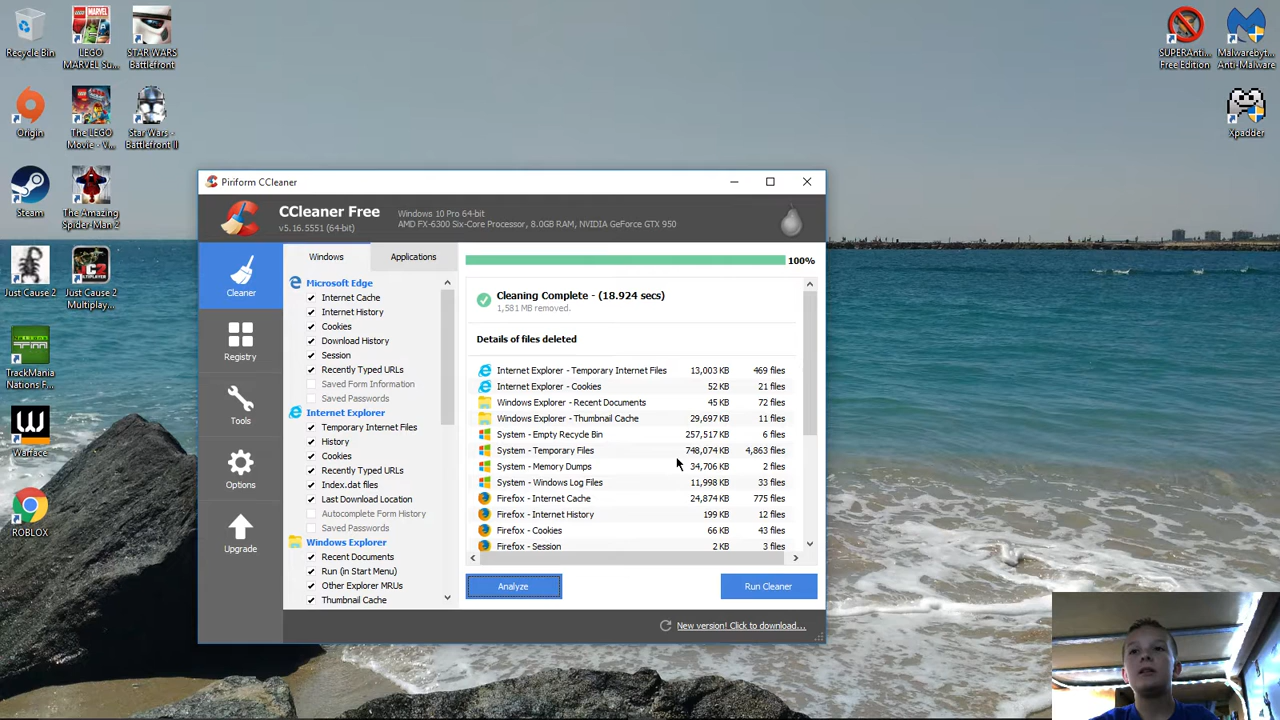 Recycle Bin
LEGO
MARVEL Su...
STAR WARS
Battlefront
Origin
The LEGO
Movie - V...
Star Wars -
Battlefront II
Steam
The Amazing
Spider-Man 2
Just Cause 2
Just Cause 2
Multiplay...
TrackMania
Nations F...
Warface
ROBLOX
SUPERAnti...
Free Edition
Malwarebyt...
Anti-Malware
Xpadder
Piriform CCleaner
CCleaner Free
v5.16.5551 (64-bit)
Windows 10 Pro 64-bit
AMD FX-6300 Six-Core Processor, 8.0GB RAM, NVIDIA GeForce GTX 950
Cleaner
Registry
Tools
Options
Upgrade
Windows
Applications
Microsoft Edge
Internet Cache
Internet History
Cookies
Download History
Session
Recently Typed URLs
Saved Form Information
Saved Passwords
Internet Explorer
Temporary Internet Files
History
Cookies
Recently Typed URLs
Index.dat files
Last Download Location
Autocomplete Form History
Saved Passwords
Windows Explorer
Recent Documents
Run (in Start Menu)
Other Explorer MRUs
Thumbnail Cache
100%
Cleaning Complete - (18.924 secs)
1,581 MB removed.
Details of files deleted
Internet Explorer - Temporary Internet Files 13,003 KB 469 files
Internet Explorer - Cookies 52 KB 21 files
Windows Explorer - Recent Documents 45 KB 72 files
Windows Explorer - Thumbnail Cache 29,697 KB 11 files
System - Empty Recycle Bin 257,517 KB 6 files
System - Temporary Files 748,074 KB 4,863 files
System - Memory Dumps 34,706 KB 2 files
System - Windows Log Files 11,998 KB 33 files
Firefox - Internet Cache 24,874 KB 775 files
Firefox - Internet History 199 KB 12 files
Firefox - Cookies 66 KB 43 files
Firefox - Session 2 KB 3 files
Analyze
Run Cleaner
New version! Click to download...